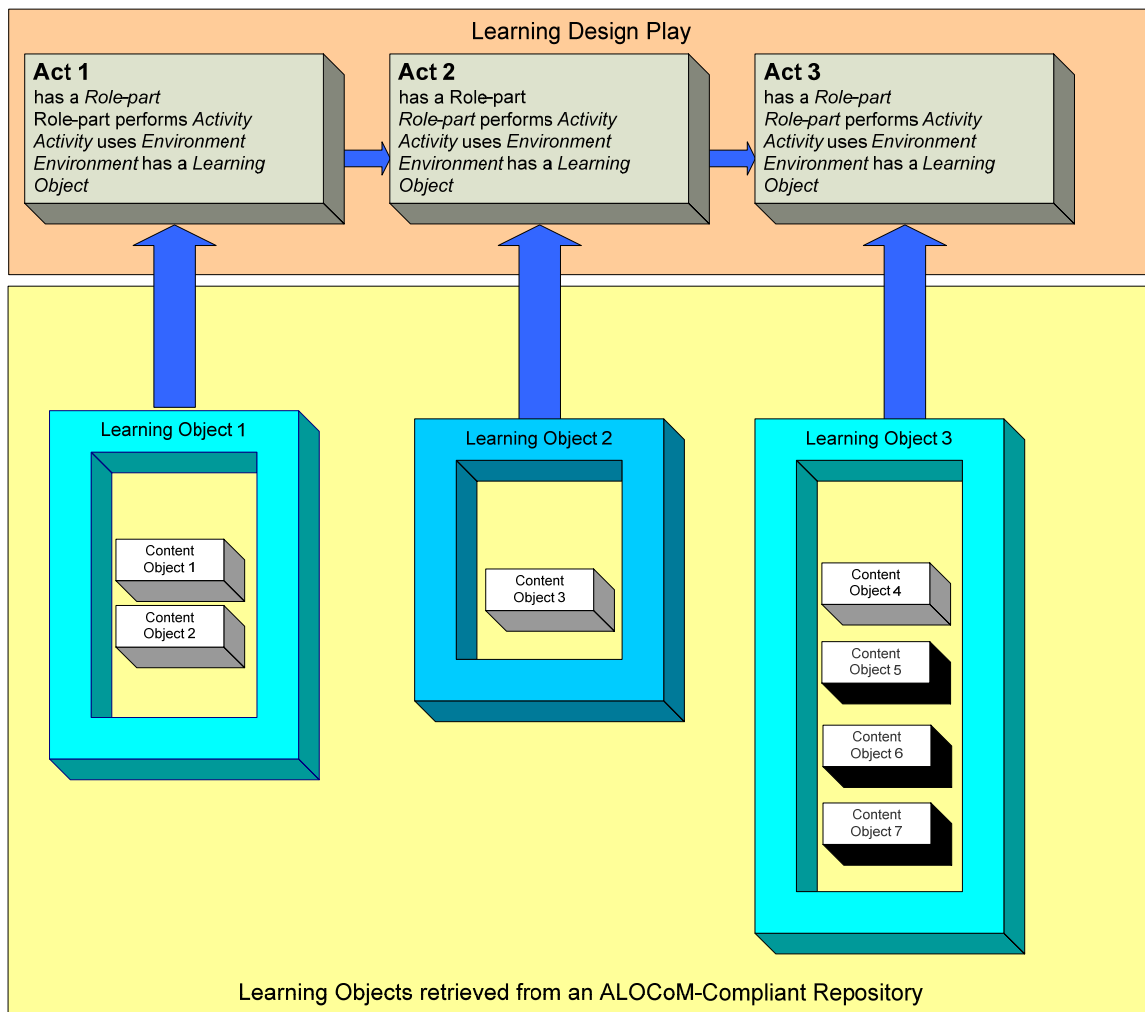 Learning Design Play
Act 1
has a Role-part
Role-part performs Activity
Activity uses Environment
Environment has a Learning
Object
Act 2
has a Role-part
Role-part performs Activity
Activity uses Environment
Environment has a Learning
Object
Act 3
has a Role-part
Role-part performs Activity
Activity uses Environment
Environment has a Learning
Object
Learning Object 1
Content
Object 1
Content
Object 2
Learning Object 2
Content
Object 3
Learning Object 3
Content
Object 4
Content
Object 5
Content
Object 6
Content
Object 7
Learning Objects retrieved from an ALOCoM-Compliant Repository